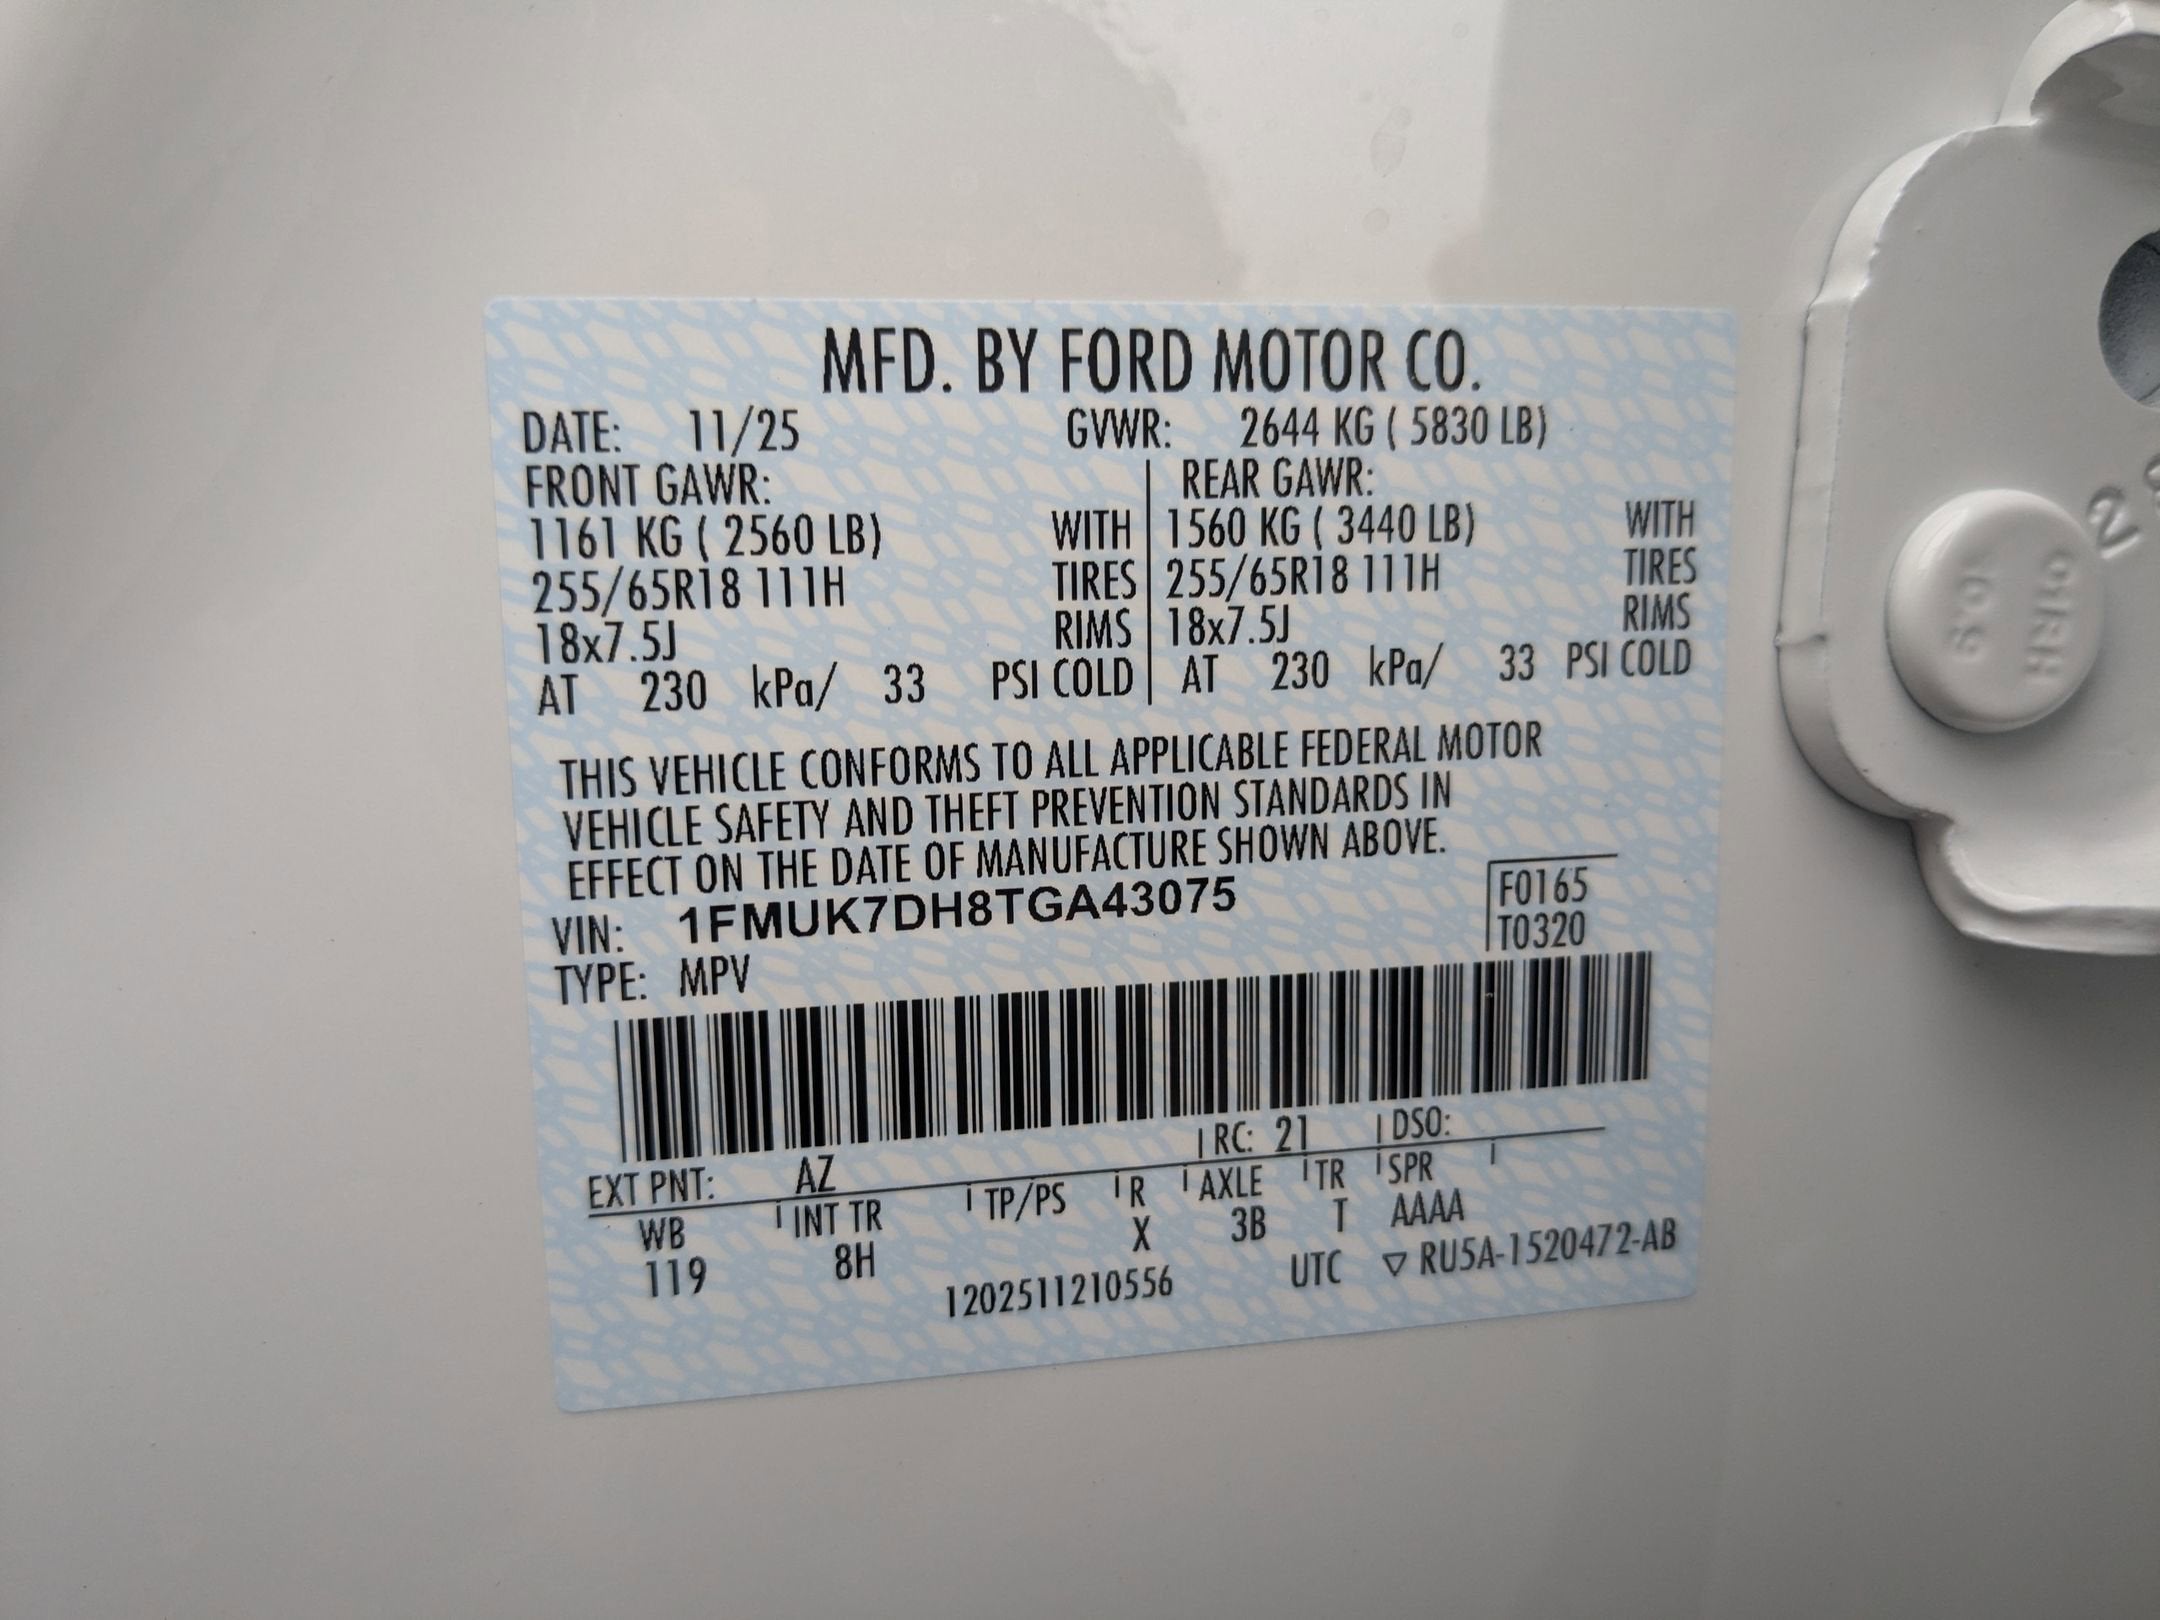 MFD. BY FORD MOTOR CO.
DATE: 11/25 GVWR: 2644 KG ( 5830 LB)
FRONT GAWR: REAR GAWR:
1161 KG ( 2560 LB) WITH 1560 KG ( 3440 LB) WITH
255/65R18 111H TIRES 255/65R18 111H TIRES
18x7.5J RIMS 18x7.5J RIMS
AT 230 kPa/ 33 PSI COLD AT 230 kPa/ 33 PSI COLD
THIS VEHICLE CONFORMS TO ALL APPLICABLE FEDERAL MOTOR
VEHICLE SAFETY AND THEFT PREVENTION STANDARDS IN
EFFECT ON THE DATE OF MANUFACTURE SHOWN ABOVE.
VIN: 1FMUK7DH8TGA43075
F0165
T0320
TYPE: MPV
EXT PNT: AZ RC: 21 DSO:
WB INT TR TP/PS R AXLE TR SPR
119 8H X 3B T AAAA
1202511210556 UTC ▽ RU5A-1520472-AB
10.9